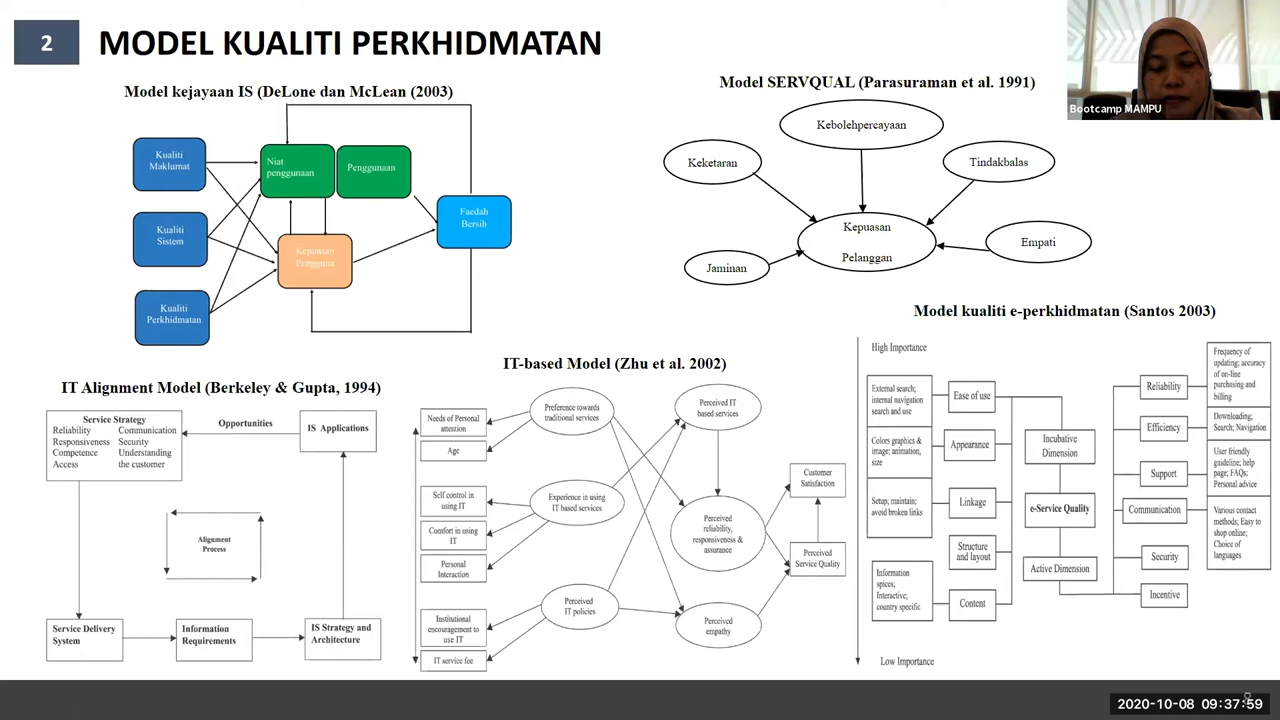 2
MODEL KUALITI PERKHIDMATAN
Bootcamp MAMPU
Model kejayaan IS (DeLone dan McLean (2003)
Kualiti
Maklumat
Kualiti
Sistem
Kualiti
Perkhidmatan
Niat
penggunaan
Penggunaan
Kepuasan
Pengguna
Faedah
Bersih
Model SERVQUAL (Parasuraman et al. 1991)
Kebolehpercayaan
Keketaran
Tindakbalas
Kepuasan
Pelanggan
Empati
Jaminan
IT Alignment Model (Berkeley & Gupta, 1994)
Service Strategy
Reliability Communication
Responsiveness Security
Competence Understanding
Access the customer
Opportunities
IS Applications
Alignment
Process
Service Delivery
System
Information
Requirements
IS Strategy and
Architecture
IT-based Model (Zhu et al. 2002)
Needs of Personal
attention
Age
Self control in
using IT
Comfort in using
IT
Personal
Interaction
Institutional
encouragement to
use IT
IT service fee
Preference towards
traditional services
Experience in using
IT based services
Perceived
IT policies
Perceived IT
based services
Perceived
reliability,
responsiveness &
assurance
Perceived
empathy
Customer
Satisfaction
Perceived
Service Quality
Model kualiti e-perkhidmatan (Santos 2003)
High Importance
External search;
internal navigation
search and use
Colors graphics &
image; animation,
size
Setup; maintain;
avoid broken links
Information
spices;
Interactive;
country specific
Ease of use
Appearance
Linkage
Structure
and layout
Content
Incubative
Dimension
e-Service Quality
Active Dimension
Reliability
Efficiency
Support
Communication
Security
Incentive
Frequency of
updating; accuracy
of on-line
purchasing and
billing
Downloading;
Search; Navigation
User friendly
guideline; help
page; FAQs;
Personal advice
Various contact
methods; Easy to
shop online;
Choice of
languages
Low Importance
2020-10-08 09:37:59